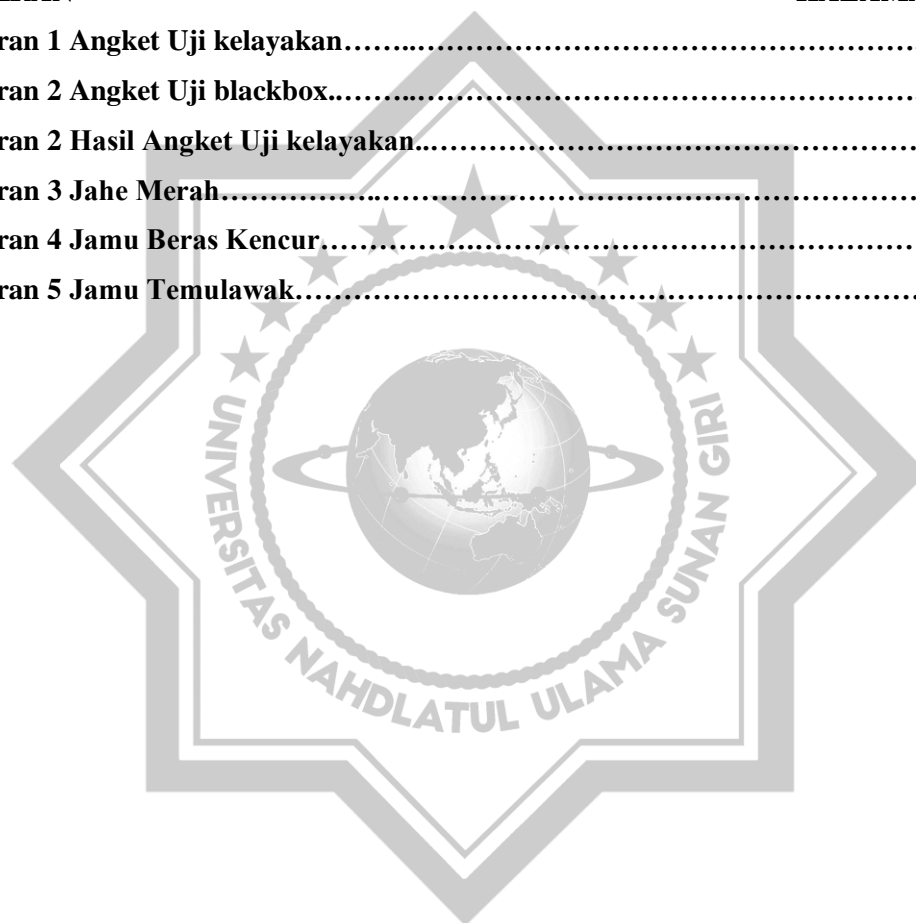 ran 1 Angket Uji kelayakan……...……………………………………………
ran 2 Angket Uji blackbox..……...……………………………………………
ran 2 Hasil Angket Uji kelayakan...……………………………………………
ran 3 Jahe Merah……………...………………………………………………
ran 4 Jamu Beras Kencur…………….………………………………………
ran 5 Jamu Temulawak………………………………………………………
UNIVERSITAS NAHDLATUL ULAMA SUNAN GIRI